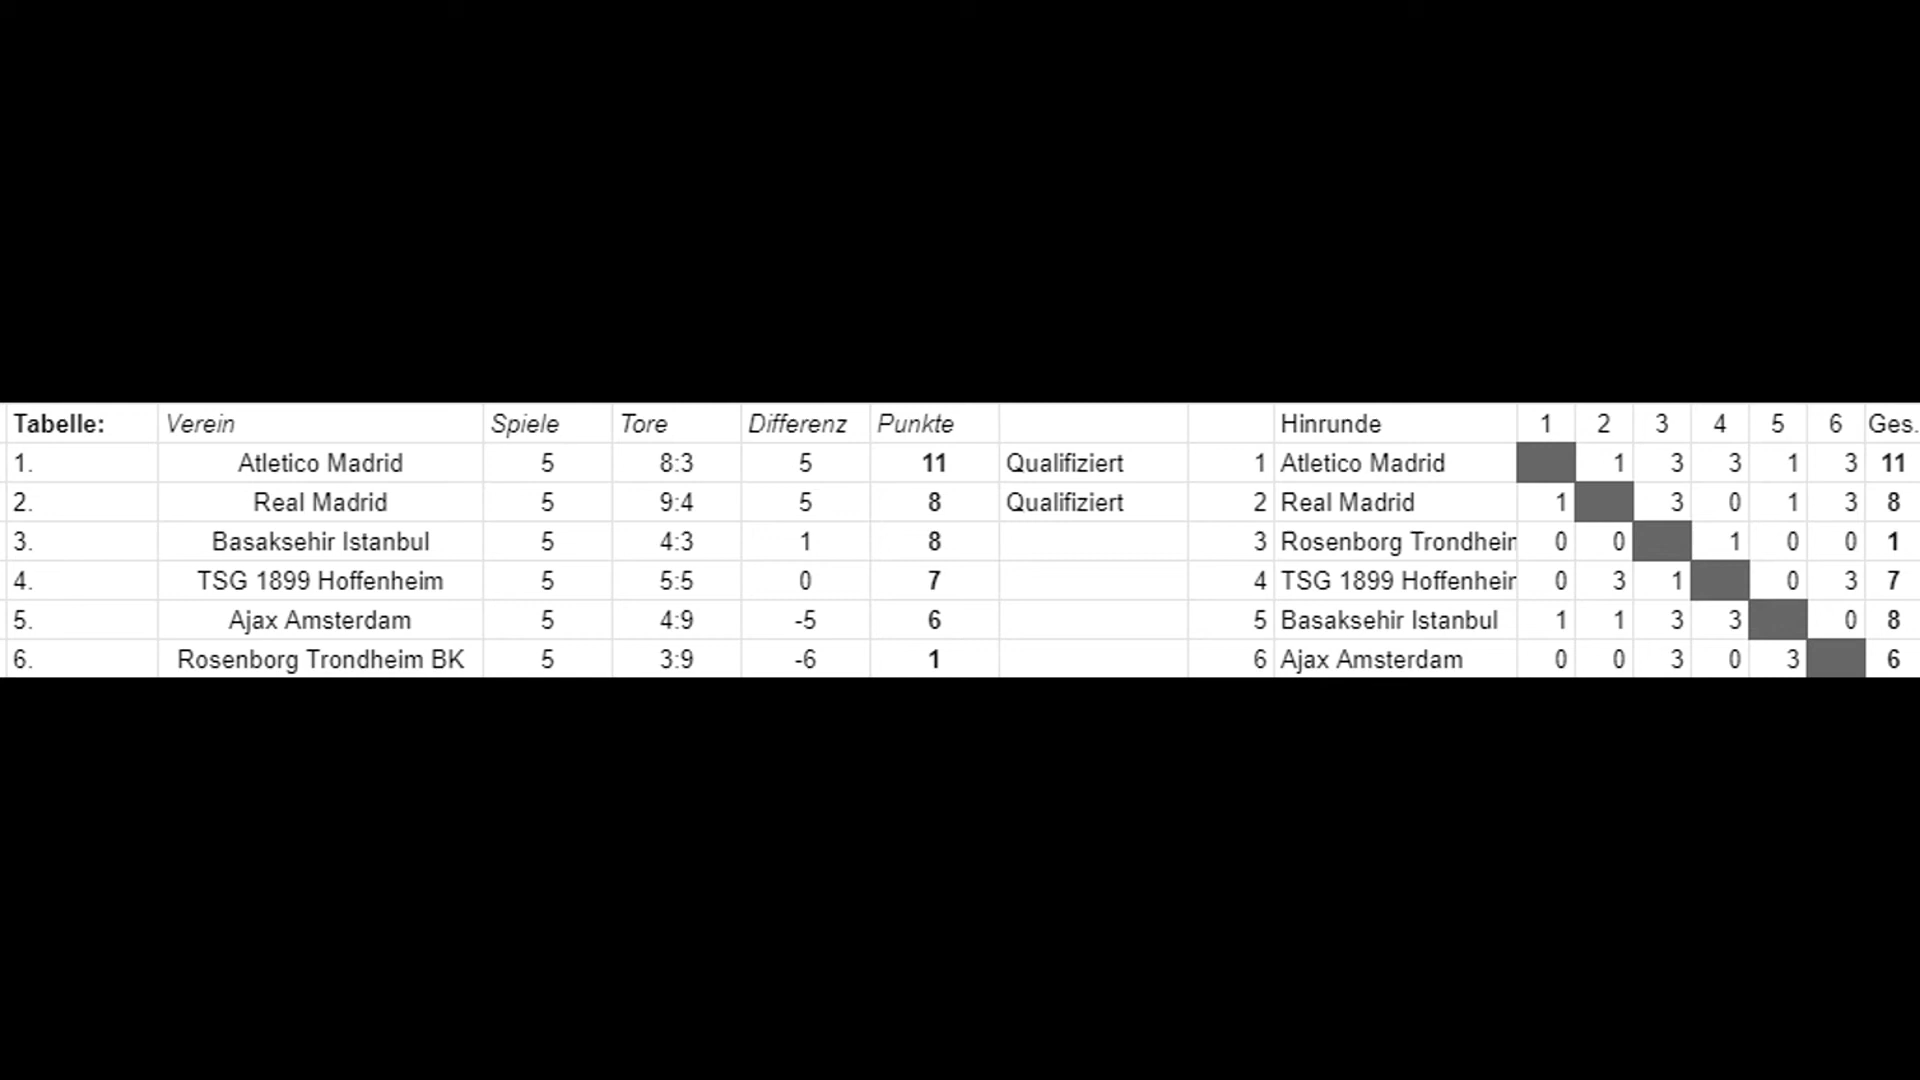 Tabelle: Verein Spiele Tore Differenz Punkte Hinrunde 1 2 3 4 5 6 Ges.
1. Atletico Madrid 5 8:3 5 11 Qualifiziert 1 Atletico Madrid 1 3 3 1 3 11
2. Real Madrid 5 9:4 5 8 Qualifiziert 2 Real Madrid 1 3 0 1 3 8
3. Basaksehir Istanbul 5 4:3 1 8 3 Rosenborg Trondhein 0 0 1 0 0 1
4. TSG 1899 Hoffenheim 5 5:5 0 7 4 TSG 1899 Hoffenheir 0 3 1 0 3 7
5. Ajax Amsterdam 5 4:9 -5 6 5 Basaksehir Istanbul 1 1 3 3 0 8
6. Rosenborg Trondheim BK 5 3:9 -6 1 6 Ajax Amsterdam 0 0 3 0 3 6